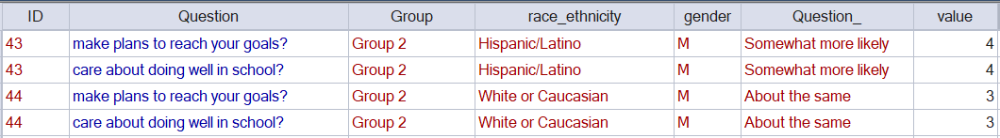 ID Question Group race_ethnicity gender Question_ value
43 make plans to reach your goals? Group 2 Hispanic/Latino M Somewhat more likely 4
43 care about doing well in school? Group 2 Hispanic/Latino M Somewhat more likely 4
44 make plans to reach your goals? Group 2 White or Caucasian M About the same 3
44 care about doing well in school? Group 2 White or Caucasian M About the same 3